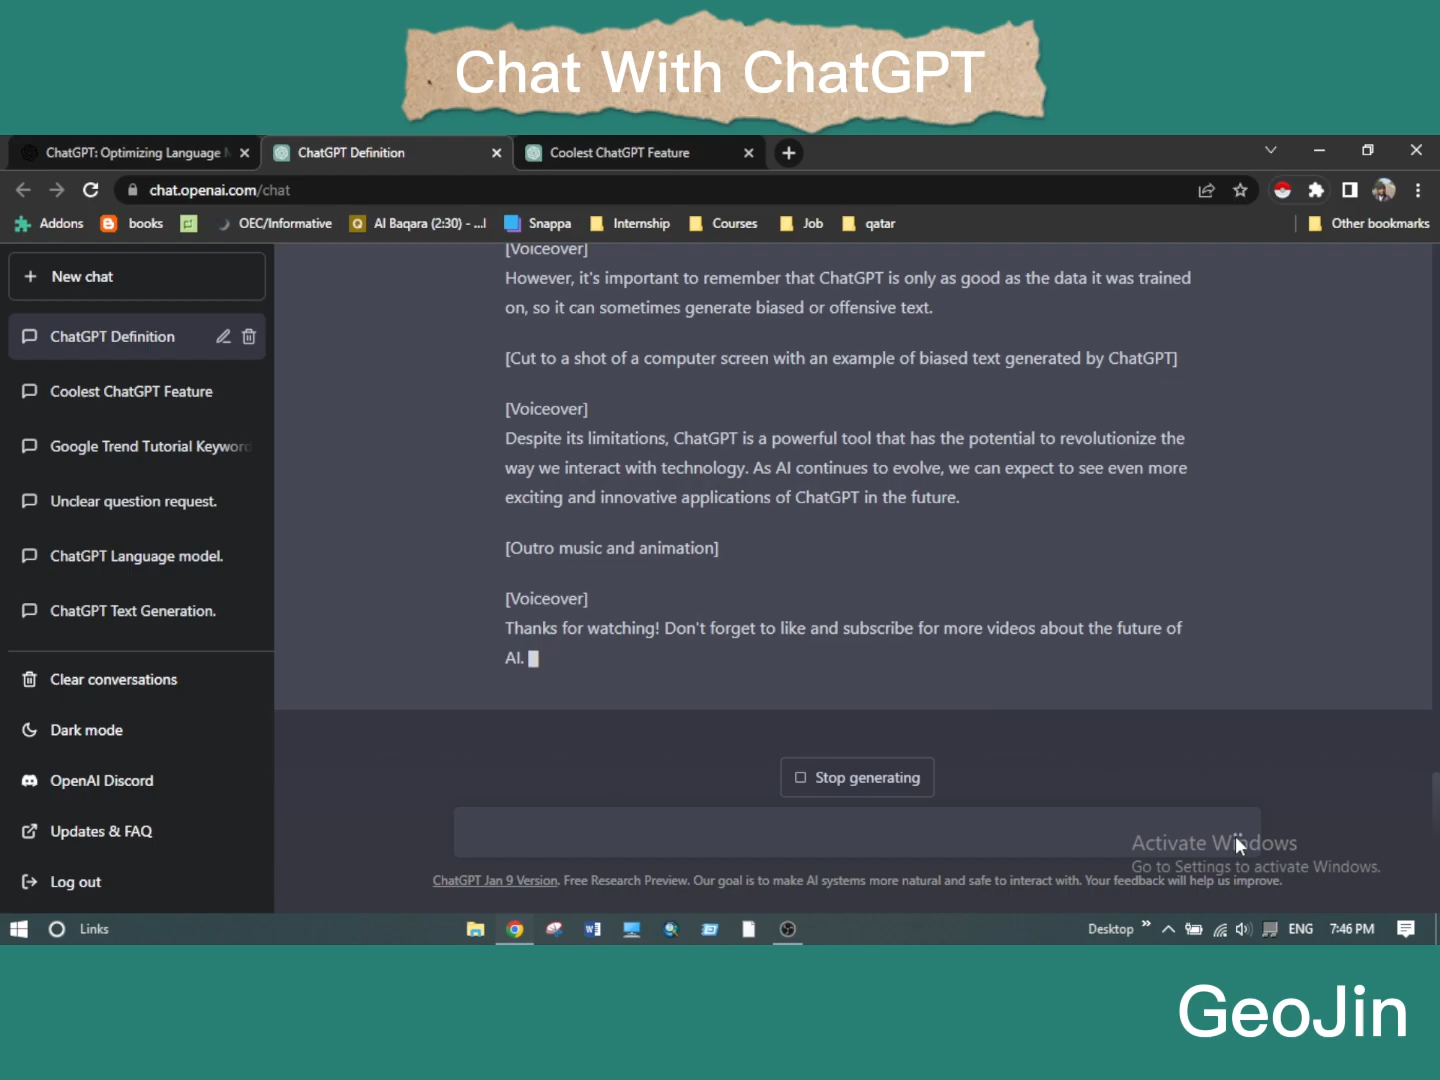 Chat With ChatGPT
ChatGPT: Optimizing Language
ChatGPT Definition
Coolest ChatGPT Feature
chat.openai.com/chat
Addons
books
OEC/Informative
Al Baqara (2:30) - ...l
Snappa
Internship
Courses
Job
qatar
Other bookmarks
New chat
ChatGPT Definition
Coolest ChatGPT Feature
Google Trend Tutorial Keyword
Unclear question request.
ChatGPT Language model.
ChatGPT Text Generation.
Clear conversations
Dark mode
OpenAI Discord
Updates & FAQ
Log out
[Voiceover]
However, it's important to remember that ChatGPT is only as good as the data it was trained
on, so it can sometimes generate biased or offensive text.
[Cut to a shot of a computer screen with an example of biased text generated by ChatGPT]
[Voiceover]
Despite its limitations, ChatGPT is a powerful tool that has the potential to revolutionize the
way we interact with technology. As AI continues to evolve, we can expect to see even more
exciting and innovative applications of ChatGPT in the future.
[Outro music and animation]
[Voiceover]
Thanks for watching! Don't forget to like and subscribe for more videos about the future of
AI.
Stop generating
Activate Windows
Go to Settings to activate Windows.
ChatGPT Jan 9 Version. Free Research Preview. Our goal is to make AI systems more natural and safe to interact with. Your feedback will help us improve.
Links
Desktop
ENG
7:46 PM
GeoJin